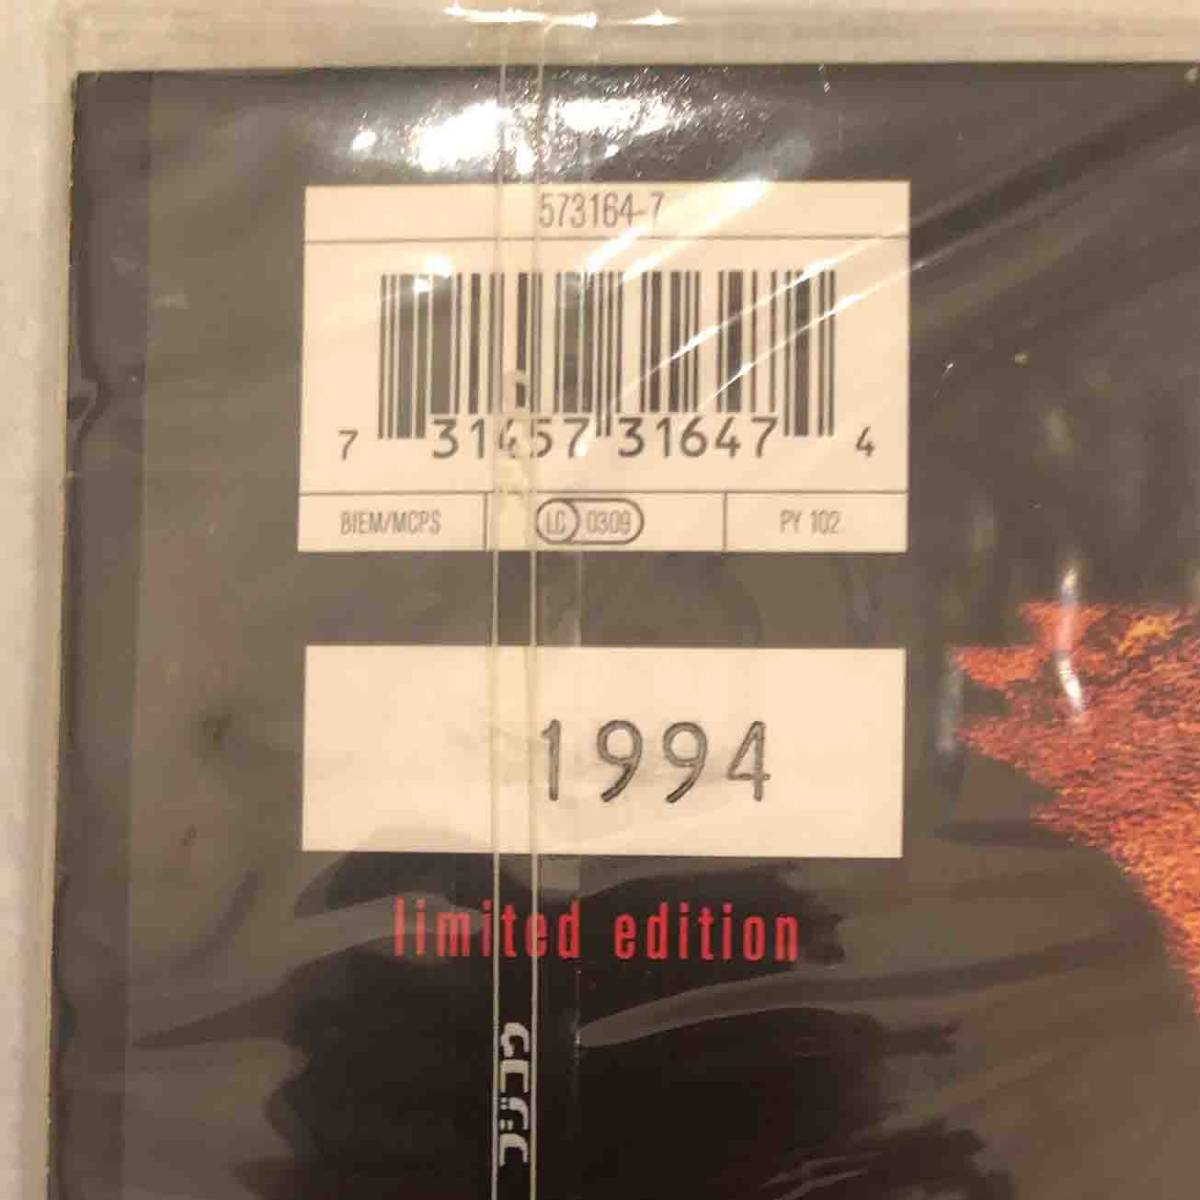 573164-7
7 31457 31647 4
BIEM/MCPS LC 0309 PY 102
1994
limited edition